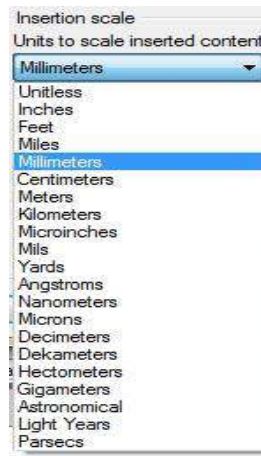 Insertion scale
Units to scale inserted content
Millimeters
Unitless
Inches
Feet
Miles
Millimeters
Centimeters
Meters
Kilometers
Microinches
Mils
Yards
Angstroms
Nanometers
Microns
Decimeters
Dekameters
Hectometers
Gigameters
Astronomical
Light Years
Parsecs